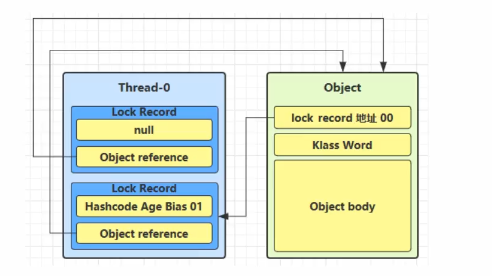 Thread-0
Lock Record
null
Object reference
Lock Record
Hashcode Age Bias 01
Object reference
Object
lock record 地址 00
Klass Word
Object body